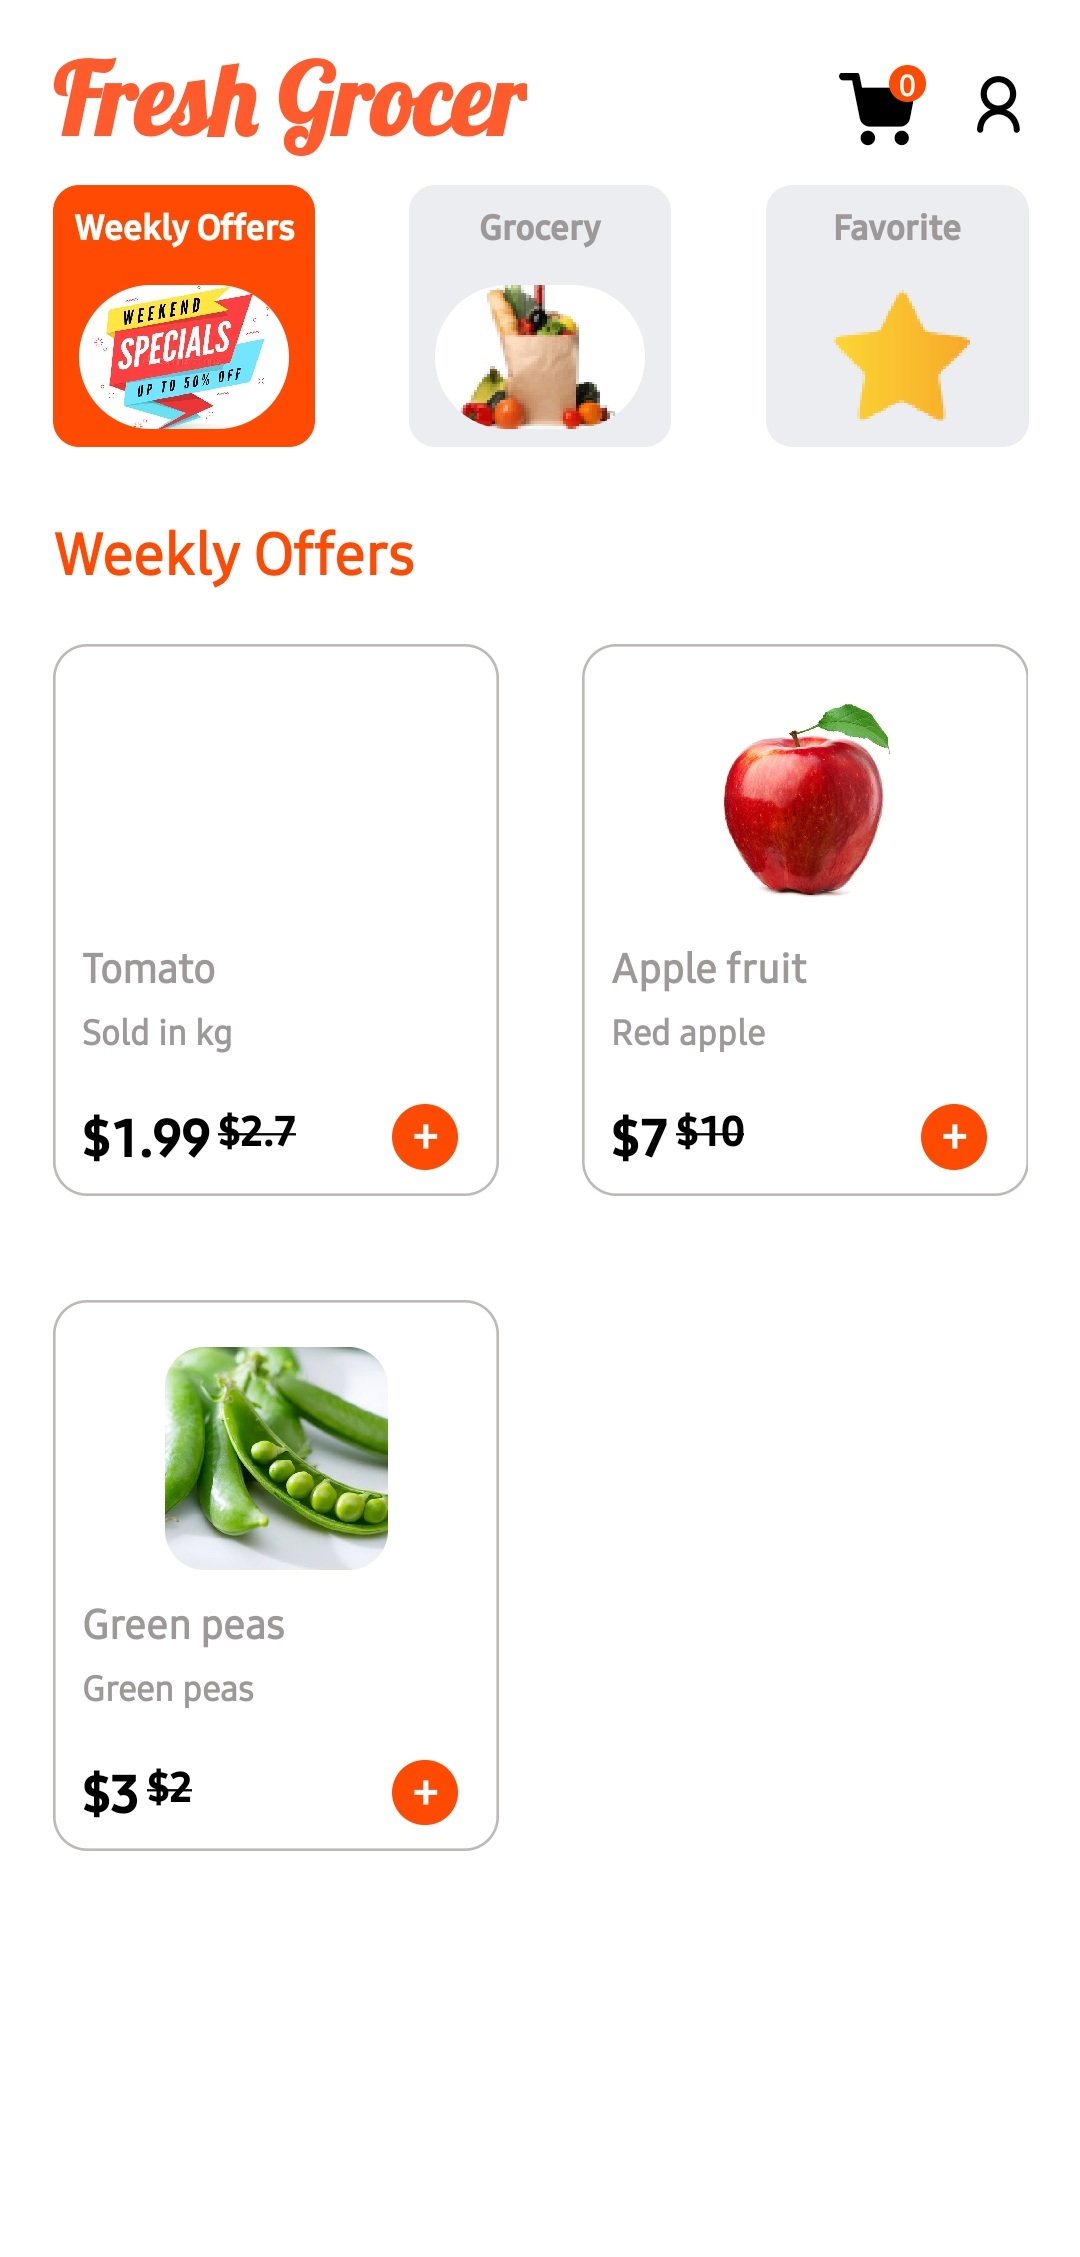 Fresh Grocer
0
Weekly Offers
Grocery
Favorite
WEEKEND
SPECIALS
UP TO 50% OFF
Weekly Offers
Tomato
Sold in kg
$1.99 $2.7
+
Apple fruit
Red apple
$7 $10
+
Green peas
Green peas
$3 $2
+